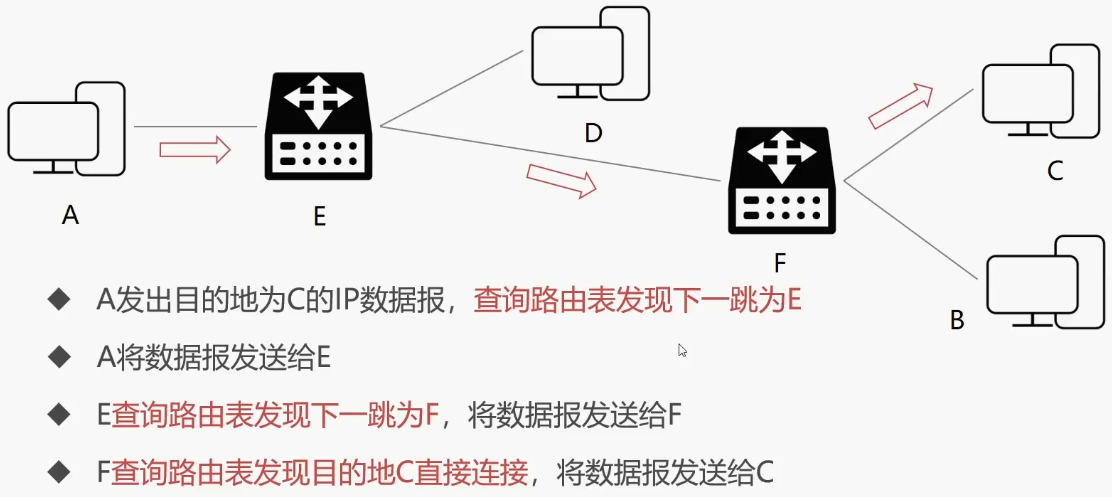 D
C
A
E
F
B
A发出目的地为C的IP数据报，查询路由表发现下一跳为E
A将数据报发送给E
E查询路由表发现下一跳为F，将数据报发送给F
F查询路由表发现目的地C直接连接，将数据报发送给C